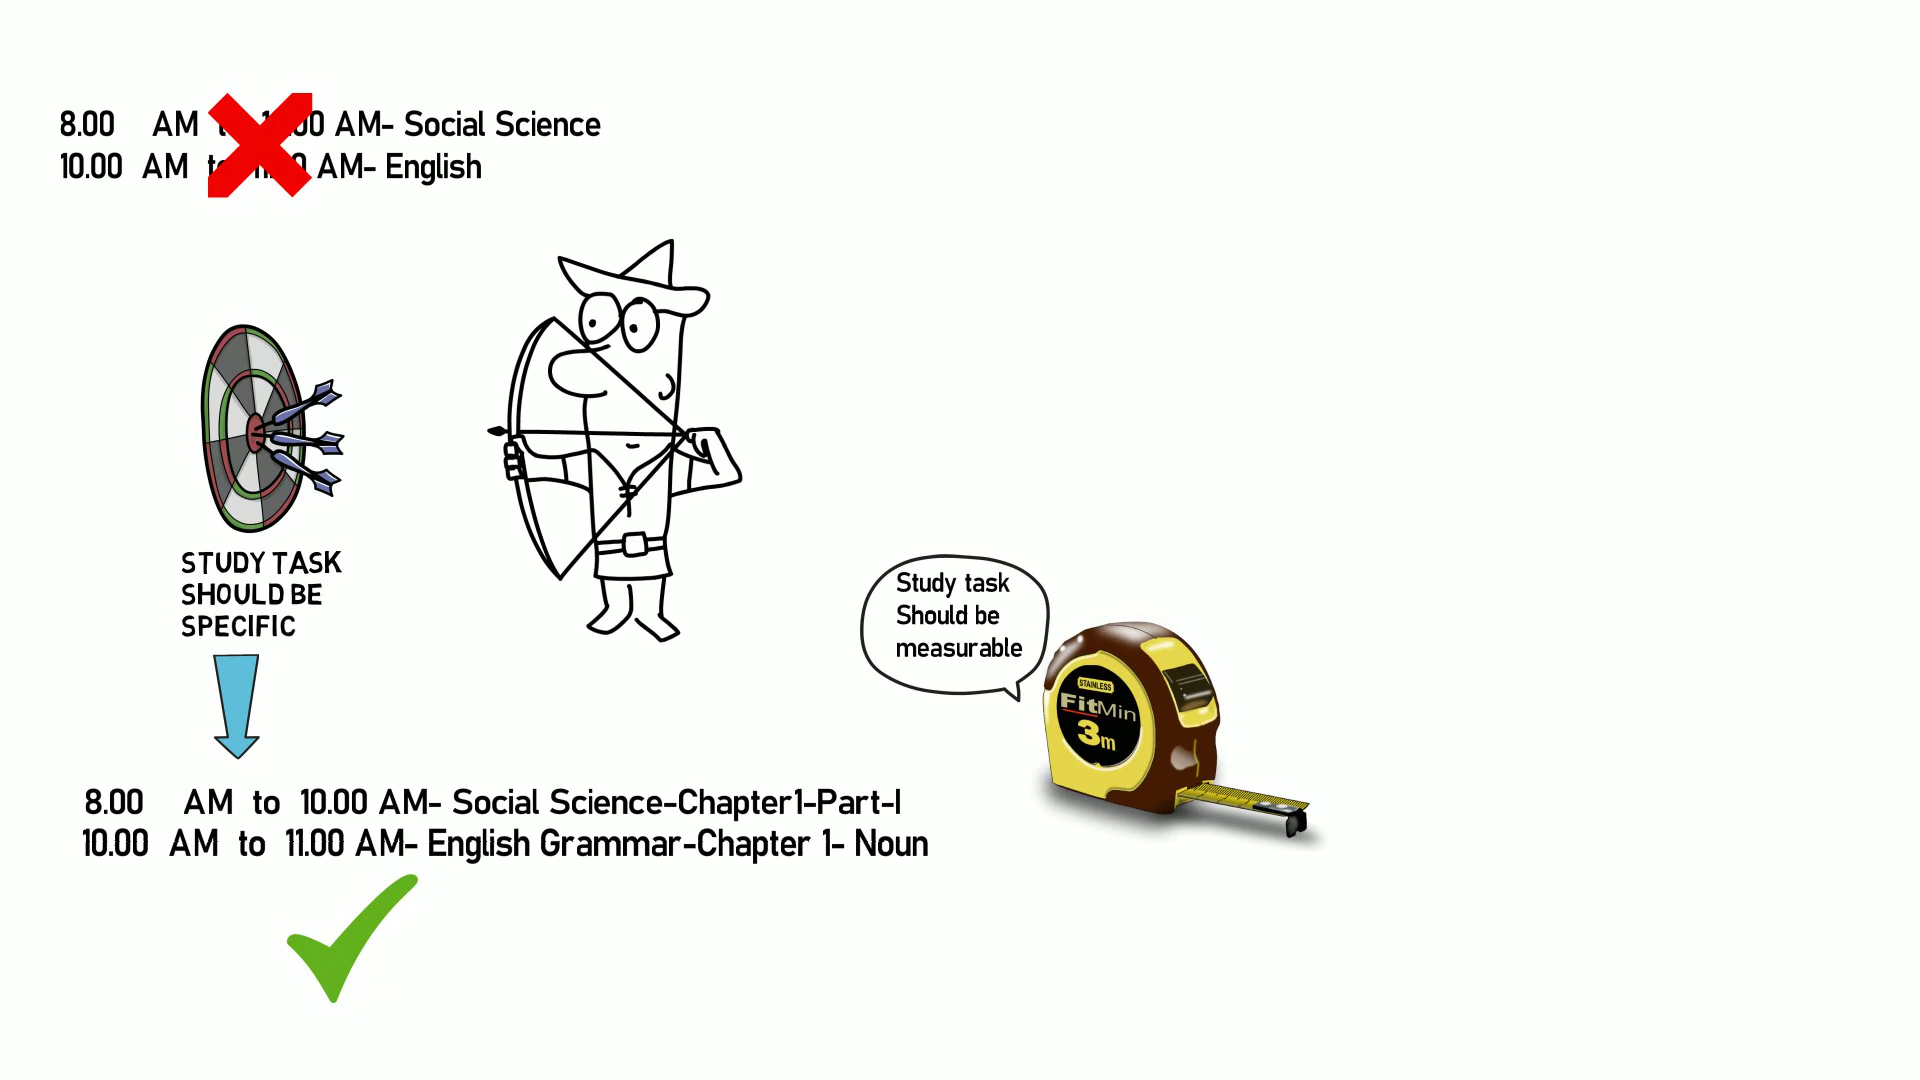 8.00 AM 00 AM- Social Science
10.00 AM AM- English
STUDY TASK
SHOULD BE
SPECIFIC
Study task
Should be
measurable
STAINLESS
FitMin
3m
8.00 AM to 10.00 AM- Social Science-Chapter1-Part-I
10.00 AM to 11.00 AM- English Grammar-Chapter 1- Noun